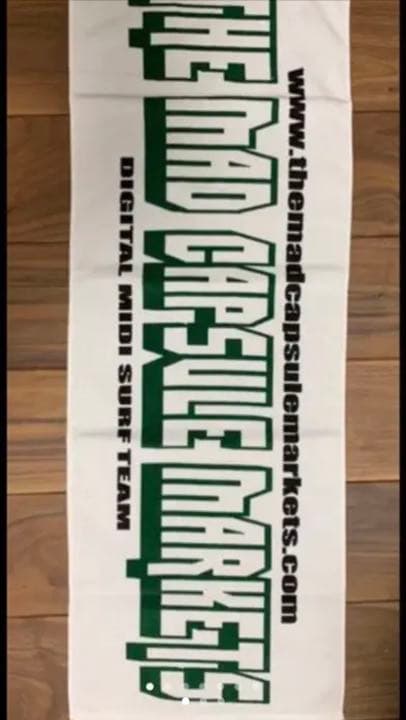 www.themadcapsulemarkets.com
THE MAD CAPSULE MARKETS
DIGITAL MIDI SURF TEAM